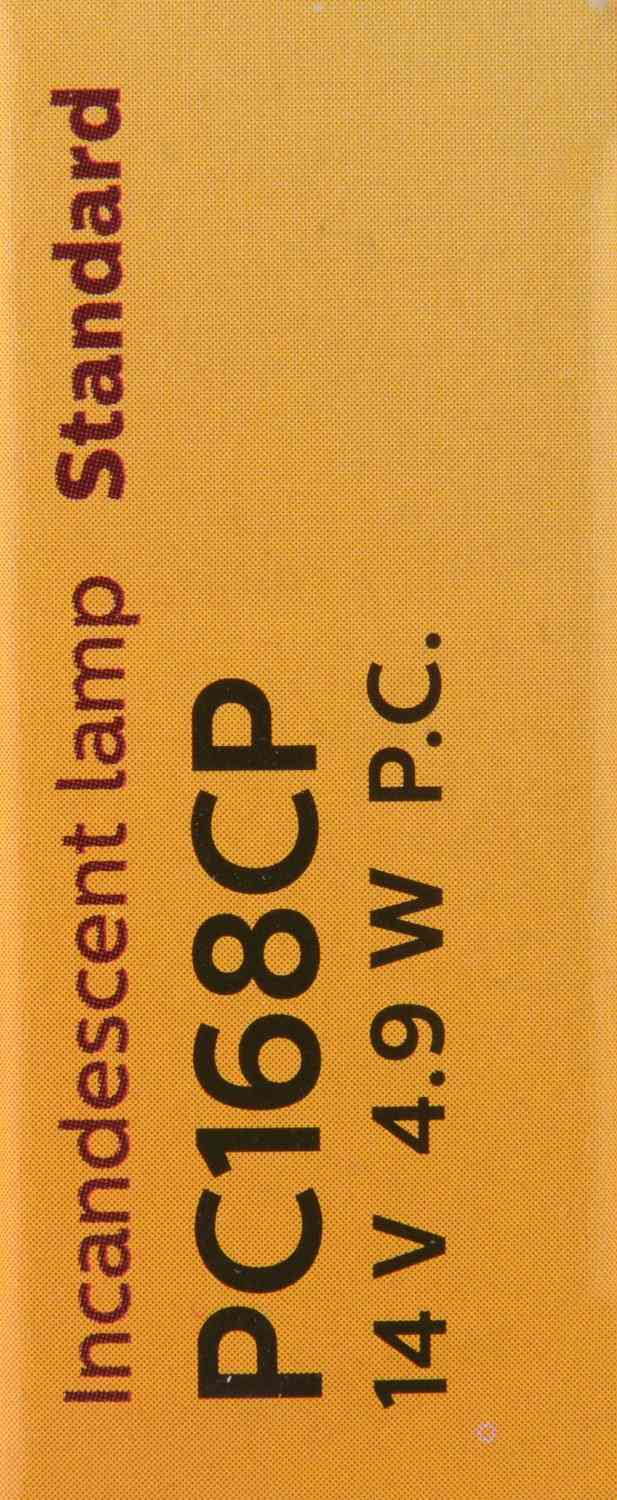 Incandescent lamp Standard
PC168CP
14 V 4.9 W P.C.